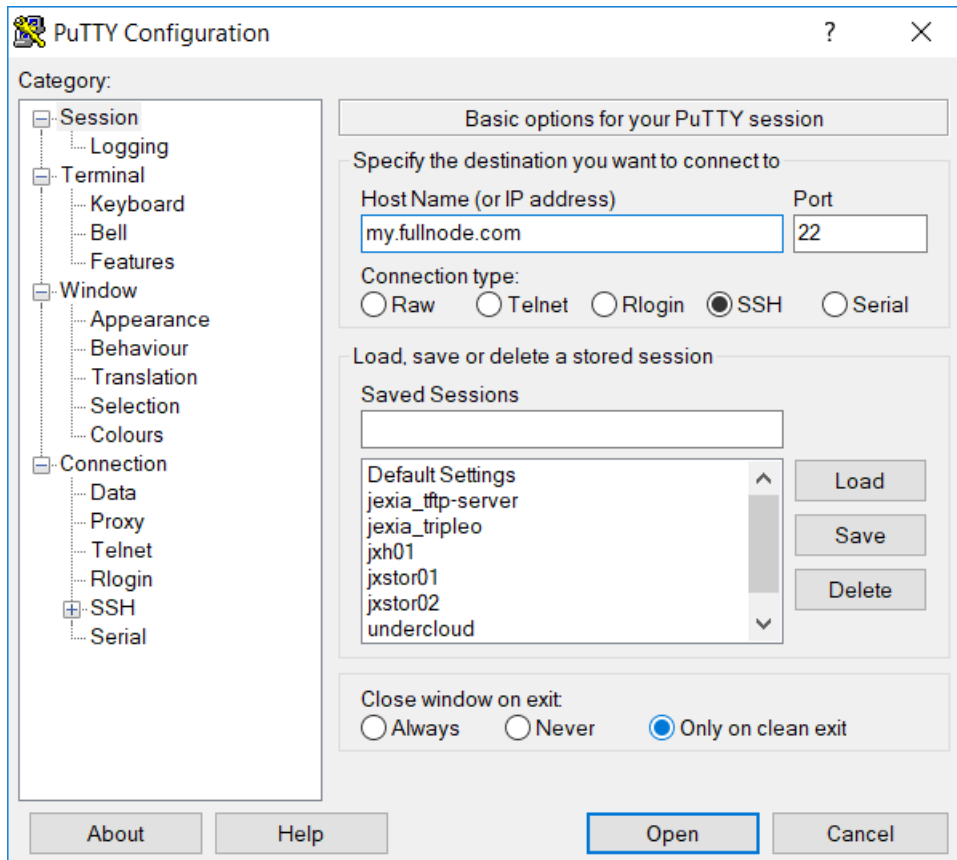 PuTTY Configuration
?
Category:
Session
Logging
Terminal
Keyboard
Bell
Features
Window
Appearance
Behaviour
Translation
Selection
Colours
Connection
Data
Proxy
Telnet
Rlogin
SSH
Serial
Basic options for your PuTTY session
Specify the destination you want to connect to
Host Name (or IP address) Port
my.fullnode.com 22
Connection type:
Raw Telnet Rlogin SSH Serial
Load, save or delete a stored session
Saved Sessions
Default Settings
jexia_tftp-server
jexia_tripleo
jxh01
jxstor01
jxstor02
undercloud
Load
Save
Delete
Close window on exit:
Always Never Only on clean exit
About Help Open Cancel